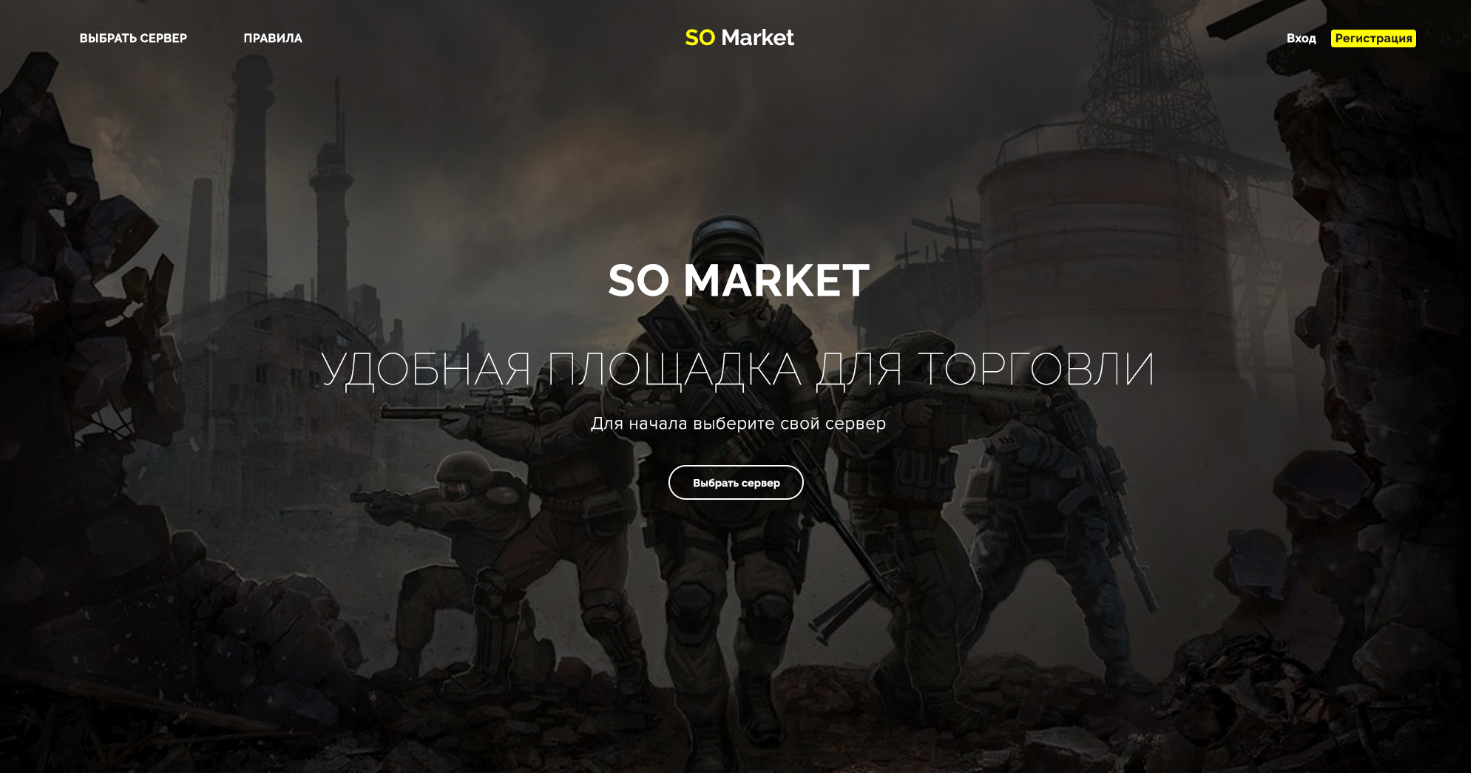 ВЫБРАТЬ СЕРВЕР ПРАВИЛА SO Market Вход Регистрация
SO MARKET
УДОБНАЯ ПЛОЩАДКА ДЛЯ ТОРГОВЛИ
Для начала выберите свой сервер
Выбрать сервер